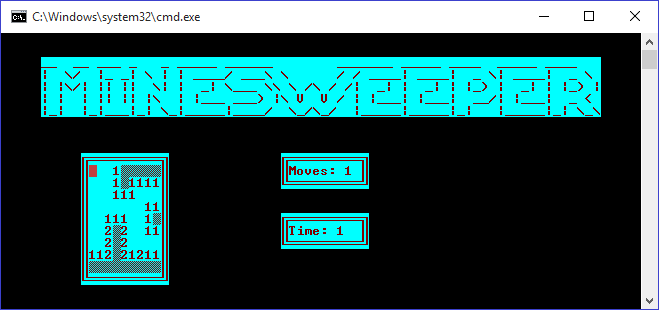 C:\Windows\system32\cmd.exe
MINESWEEPER
1
1 1111
111
11
111 1
2 2 11
2 2
112 21211
Moves: 1
Time: 1